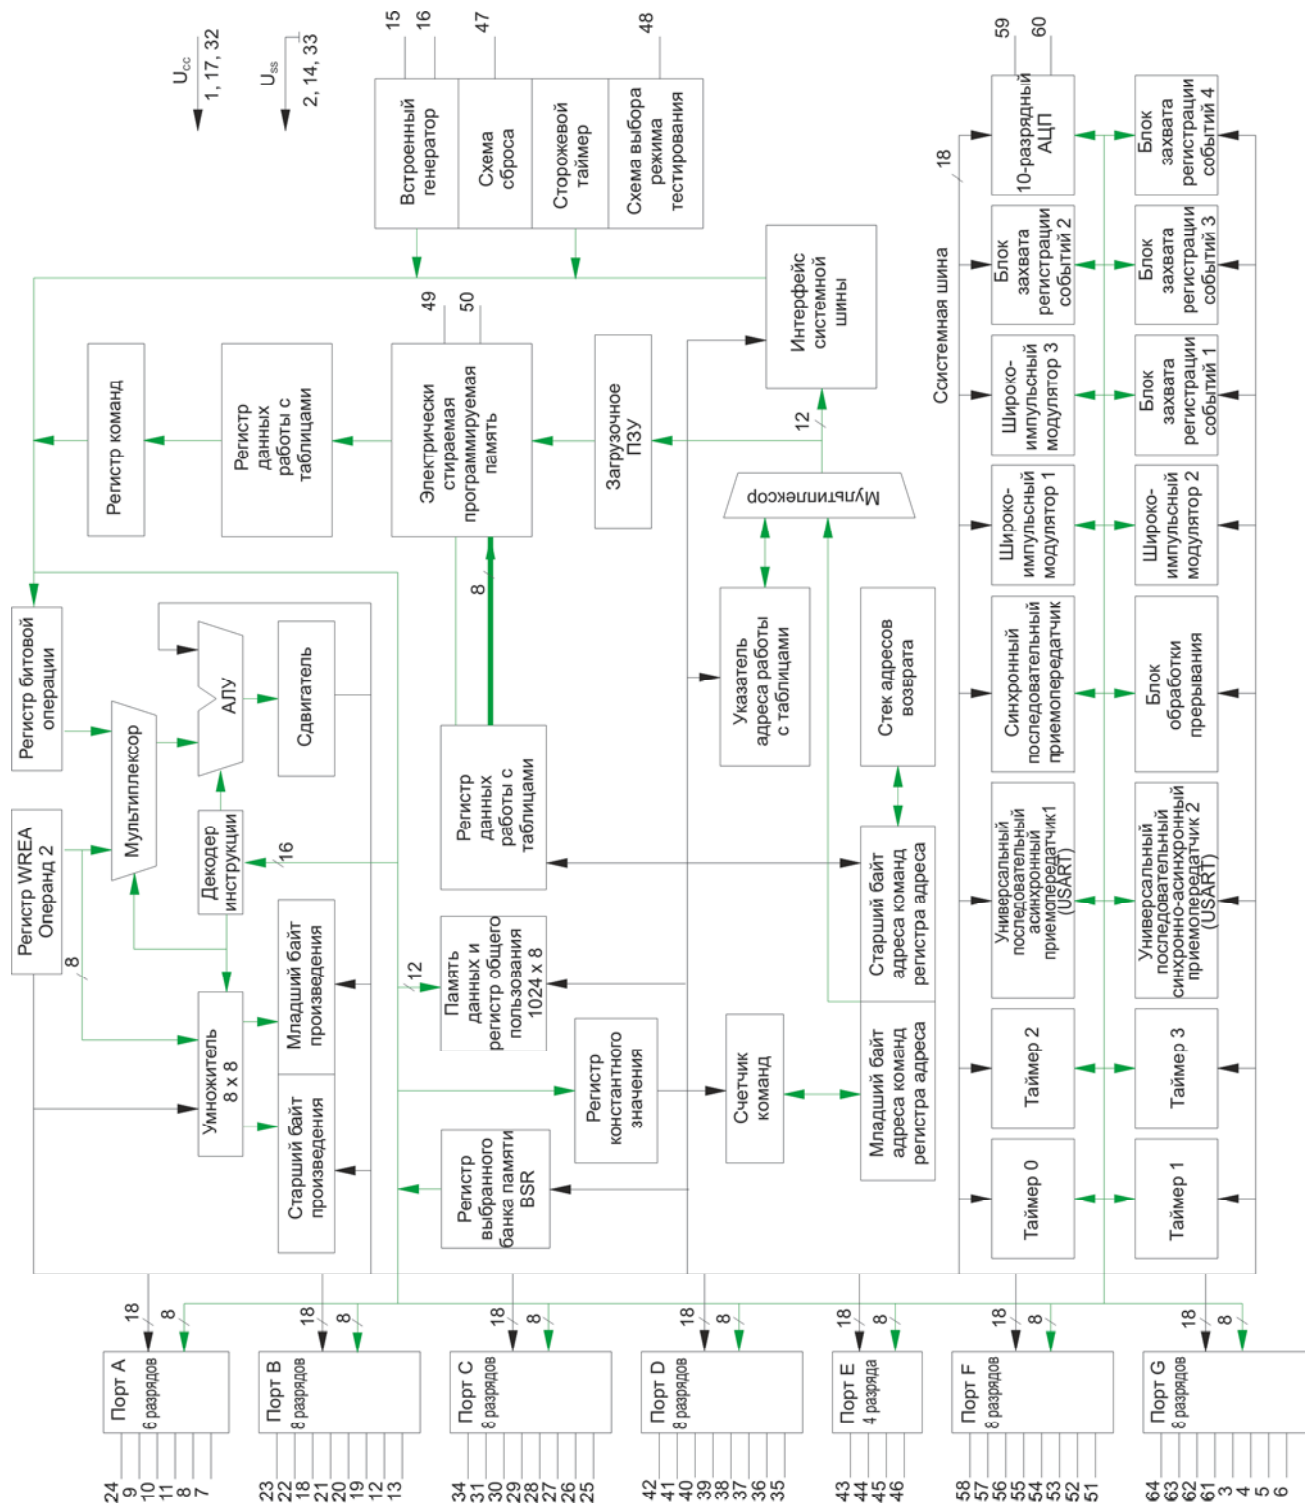 Порт A
6 разрядов
24
9
10
11
8
7
18
8
Порт B
8 разрядов
23
22
18
21
20
19
12
13
18
8
Порт C
8 разрядов
34
31
30
29
28
27
26
25
18
8
Порт D
8 разрядов
42
41
40
39
38
37
36
35
18
8
Порт E
4 разряда
43
44
45
46
18
8
Порт F
8 разрядов
58
57
56
55
54
53
52
51
18
8
Порт G
8 разрядов
64
63
62
61
3
4
5
6
18
8
Регистр WREA
Операнд 2
8
Регистр битовой
операции
Мультиплексор
АЛУ
Сдвигатель
Декодер
инструкции
16
Умножитель
8 x 8
Старший байт
произведения
Младший байт
произведения
Регистр
выбранного
банка памяти
BSR
Память
данных и
регистр общего
пользования
1024 x 8
12
Регистр
данных
работы с
таблицами
8
Регистр
константного
значения
Счетчик
команд
Младший байт
адреса команд
регистра адреса
Старший байт
адреса команд
регистра адреса
Стек адресов
возврата
Указатель
адреса работы
с таблицами
Мультиплексор
12
Регистр команд
Регистр
данных
работы с
таблицами
Электрически
стираемая
программируемая
память
49
50
Загрузочное
ПЗУ
Интерфейс
системной
шины
Встроенный
генератор
15
16
Схема
сброса
47
Сторожевой
таймер
Схема выбора
режима
тестирования
48
Ucc
1, 17, 32
Uss
2, 14, 33
Ссистемная шина
18
Таймер 0
Таймер 2
Универсальный
последовательный
асинхронный
приемопередатчик1
(USART)
Синхронный
последовательный
приемопередатчик
Широко-
импульсный
модулятор 1
Широко-
импульсный
модулятор 3
Блок
захвата
регистрации
событий 2
10-разрядный
АЦП
59
60
Таймер 1
Таймер 3
Универсальный
последовательный
синхронно-асинхронный
приемопередатчик 2
(USART)
Блок
обработки
прерывания
Широко-
импульсный
модулятор 2
Блок
захвата
регистрации
событий 1
Блок
захвата
регистрации
событий 3
Блок
захвата
регистрации
событий 4